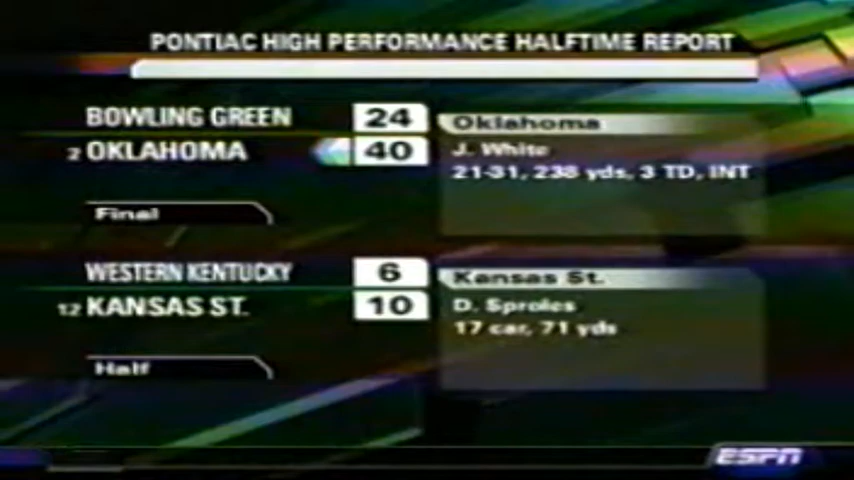 PONTIAC HIGH PERFORMANCE HALFTIME REPORT
BOWLING GREEN 24
2 OKLAHOMA 40
Final
Oklahoma
J. White
21-31, 238 yds, 3 TD, INT
WESTERN KENTUCKY 6
12 KANSAS ST. 10
Half
Kansas St.
D. Sproles
17 car, 71 yds
ESPN